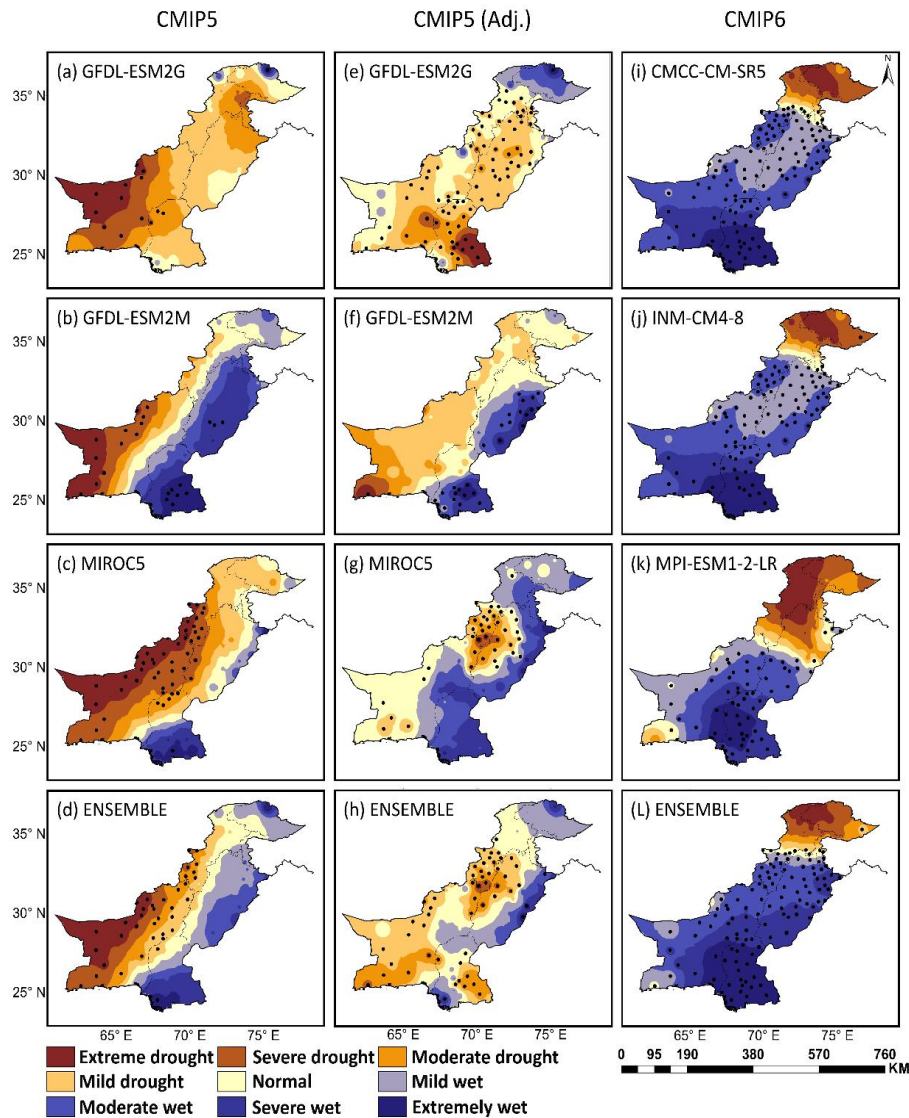 CMIP5 CMIP5 (Adj.) CMIP6
(a) GFDL-ESM2G (e) GFDL-ESM2G (i) CMCC-CM-SR5 N
35° N
30° N
25° N
(b) GFDL-ESM2M (f) GFDL-ESM2M (j) INM-CM4-8
35° N
30° N
25° N
(c) MIROC5 (g) MIROC5 (k) MPI-ESM1-2-LR
35° N
30° N
25° N
(d) ENSEMBLE (h) ENSEMBLE (L) ENSEMBLE
35° N
30° N
25° N
65° E 70° E 75° E 65° E 70° E 75° E 65° E 70° E 75° E
Extreme drought Severe drought Moderate drought
Mild drought Normal Mild wet
Moderate wet Severe wet Extremely wet
0 95 190 380 570 760
KM